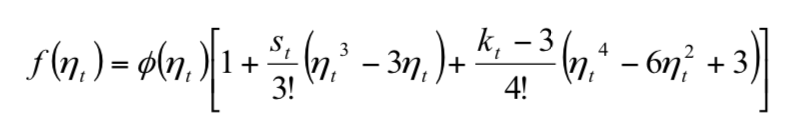 f(η_t) = φ(η_t)[1 + s_t/3! (η_t^3 − 3η_t) + k_t − 3/4! (η_t^4 − 6η_t^2 + 3)]